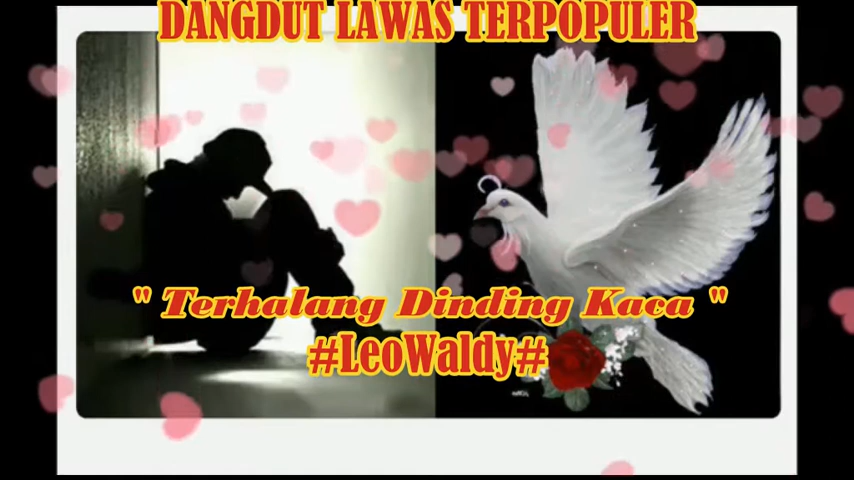 DANGDUT LAWAS TERPOPULER
" Terhalang Dinding Kaca "
#LeoWaldy#